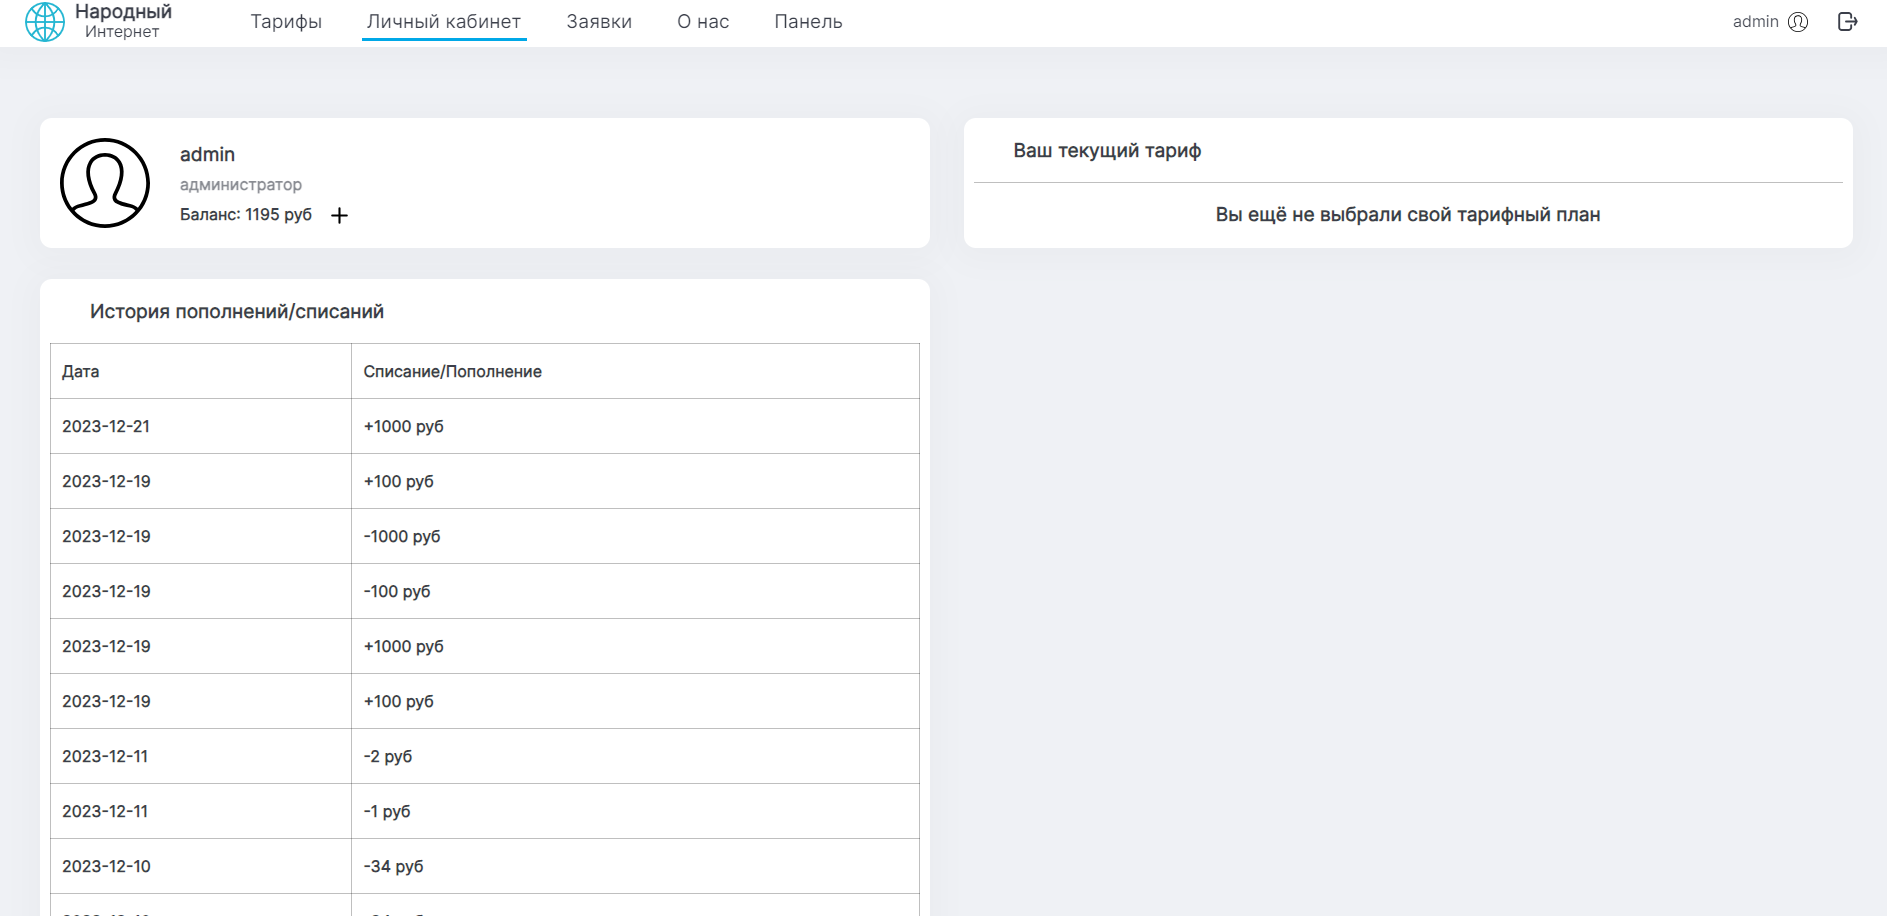 Народный
Интернет
Тарифы
Личный кабинет
Заявки
О нас
Панель
admin
admin
администратор
Баланс: 1195 руб
Ваш текущий тариф
Вы ещё не выбрали свой тарифный план
История пополнений/списаний
Дата Списание/Пополнение
2023-12-21 +1000 руб
2023-12-19 +100 руб
2023-12-19 -1000 руб
2023-12-19 -100 руб
2023-12-19 +1000 руб
2023-12-19 +100 руб
2023-12-11 -2 руб
2023-12-11 -1 руб
2023-12-10 -34 руб